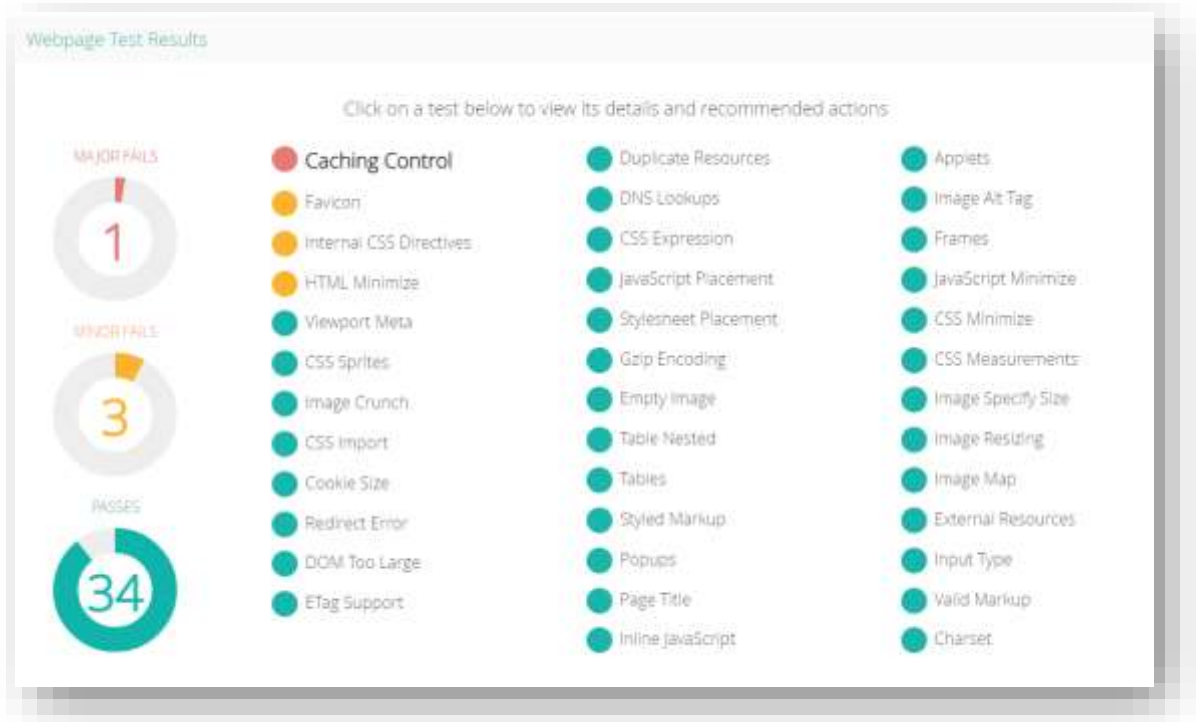 Webpage Test Results
Click on a test below to view its details and recommended actions
MAJOR FAILS
1
MINOR FAILS
3
PASSES
34
Caching Control
Favicon
Internal CSS Directives
HTML Minimize
Viewport Meta
CSS Sprites
Image Crunch
CSS Import
Cookie Size
Redirect Error
DOM Too Large
ETag Support
Duplicate Resources
DNS Lookups
CSS Expression
JavaScript Placement
Stylesheet Placement
Gzip Encoding
Empty Image
Table Nested
Tables
Styled Markup
Popups
Page Title
Inline JavaScript
Applets
Image Alt Tag
Frames
JavaScript Minimize
CSS Minimize
CSS Measurements
Image Specify Size
Image Resizing
Image Map
External Resources
Input Type
Valid Markup
Charset